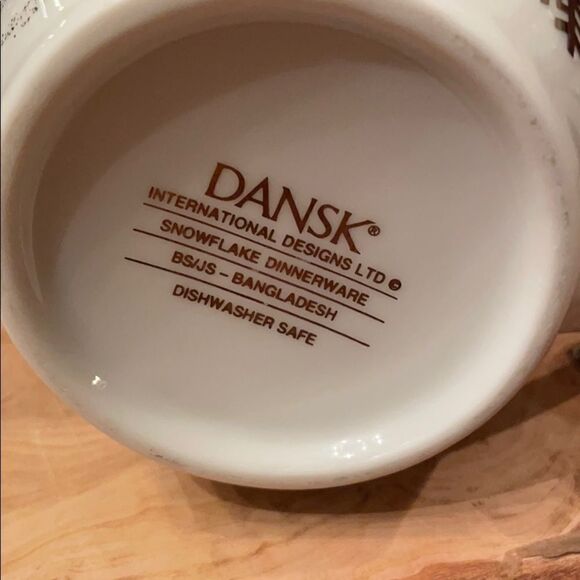 DANSK®
INTERNATIONAL DESIGNS LTD ©
SNOWFLAKE DINNERWARE
BS/JS – BANGLADESH
DISHWASHER SAFE